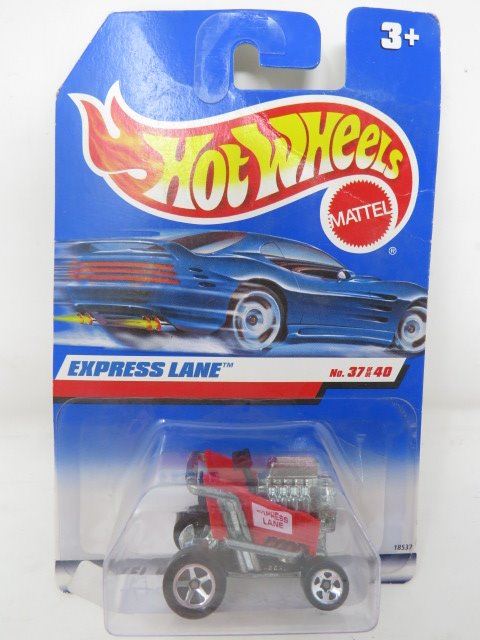 3+
HOT WHEELS
MATTEL
®
EXPRESS LANE™
No. 37 OF 40
EXPRESS
LANE
18537